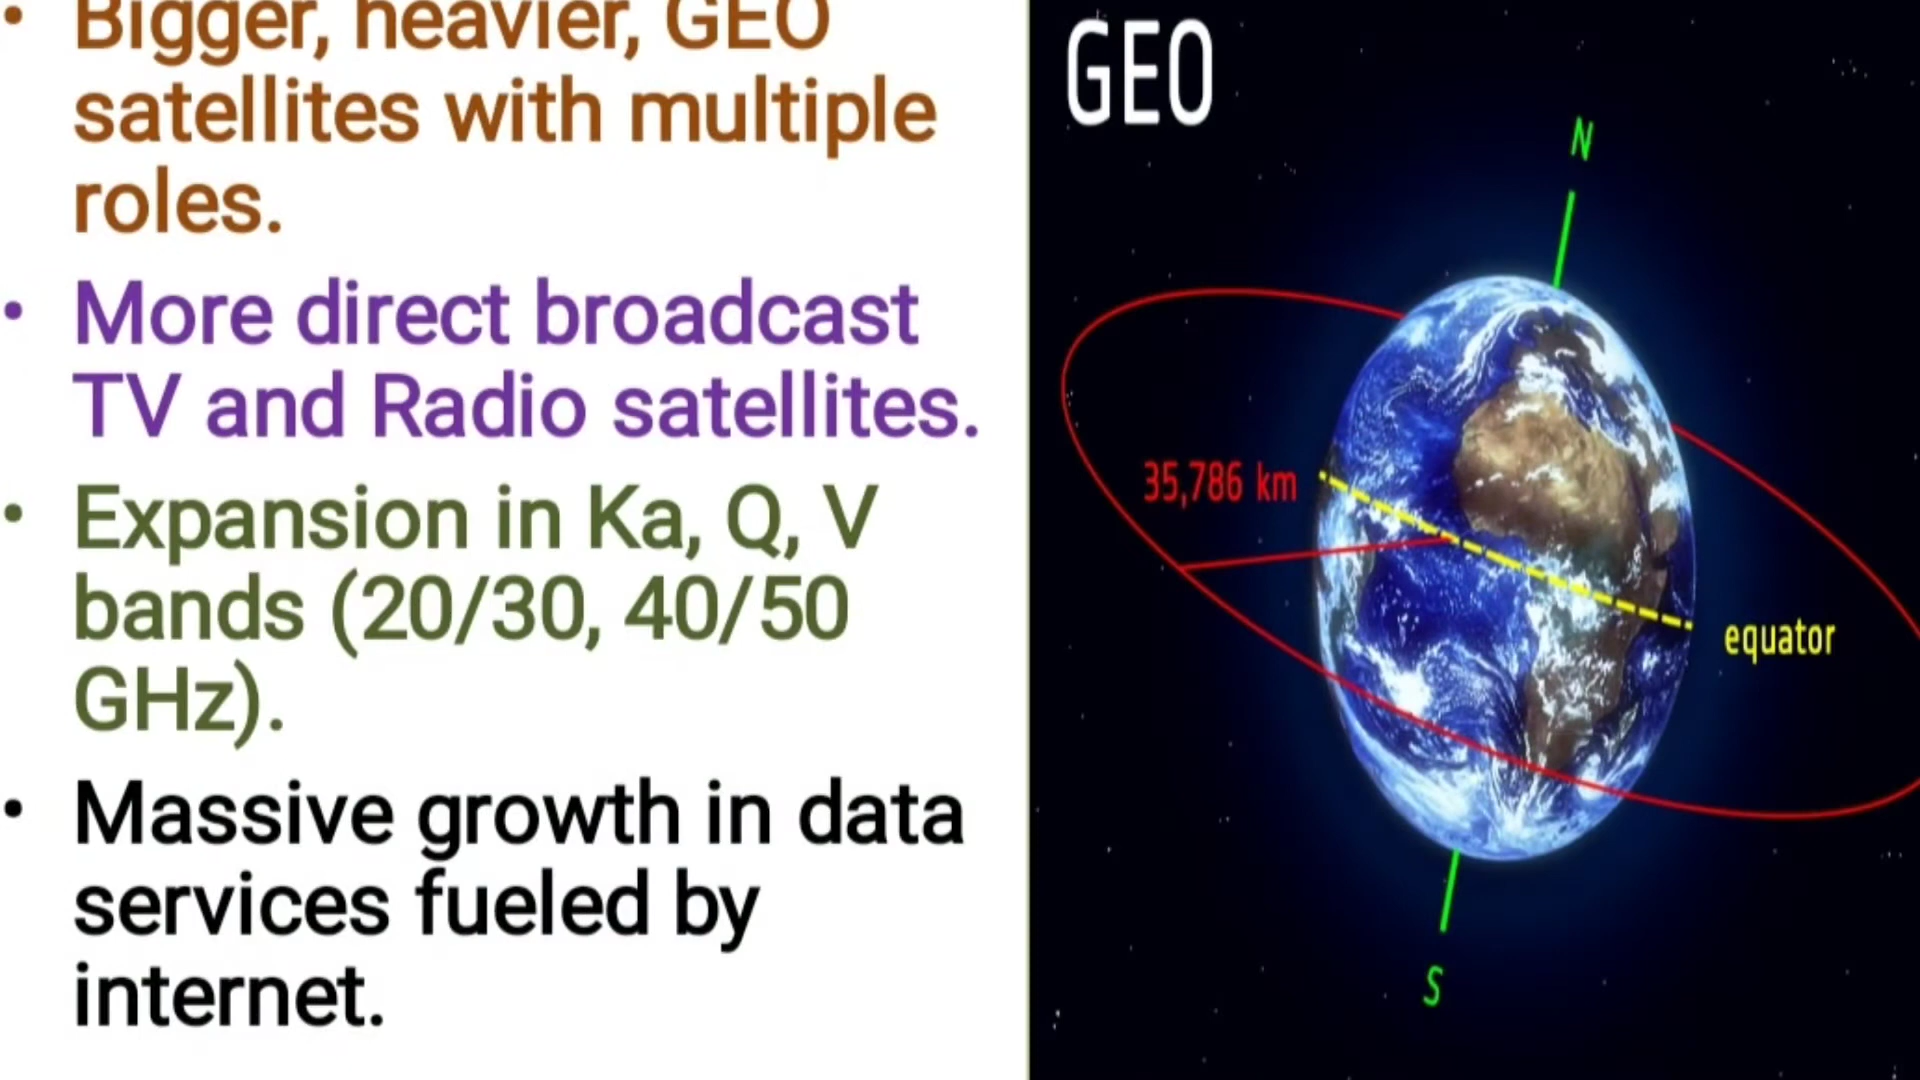 • Bigger, heavier, GEO
satellites with multiple
roles.
• More direct broadcast
TV and Radio satellites.
• Expansion in Ka, Q, V
bands (20/30, 40/50
GHz).
• Massive growth in data
services fueled by
internet.
GEO
N
35,786 km
equator
S